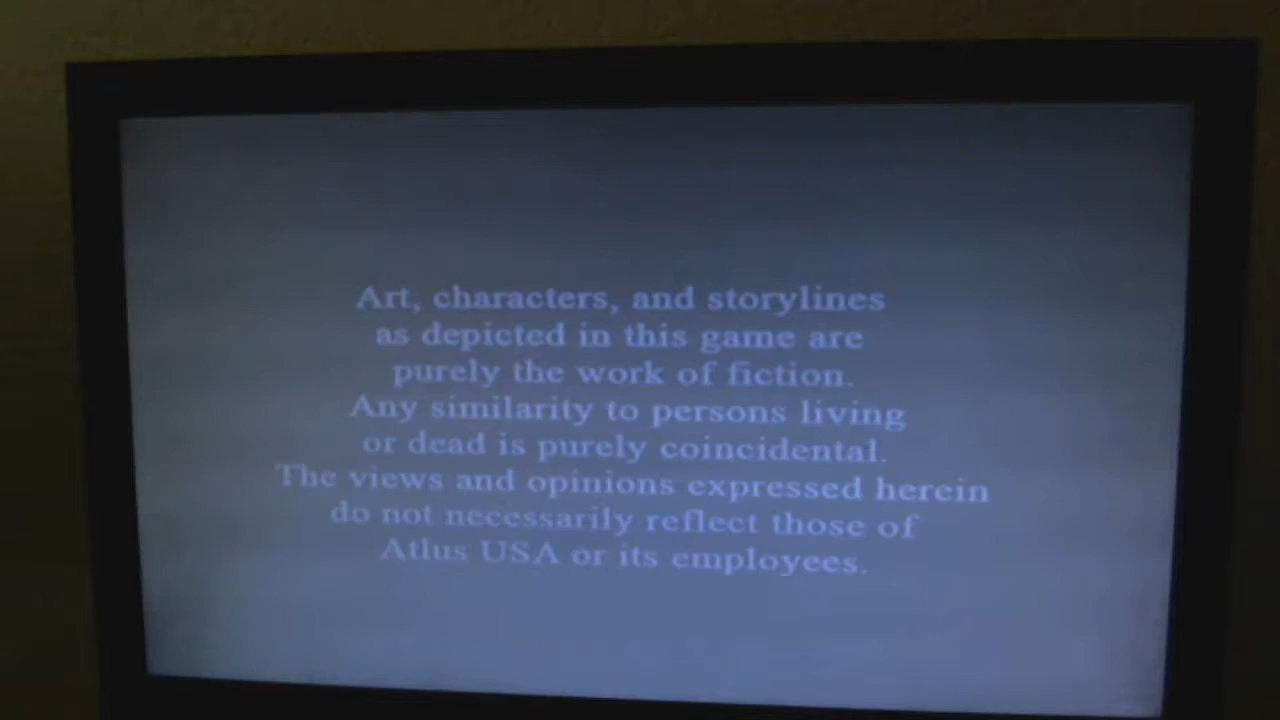 Art, characters, and storylines
as depicted in this game are
purely the work of fiction.
Any similarity to persons living
or dead is purely coincidental.
The views and opinions expressed herein
do not necessarily reflect those of
Atlus USA or its employees.